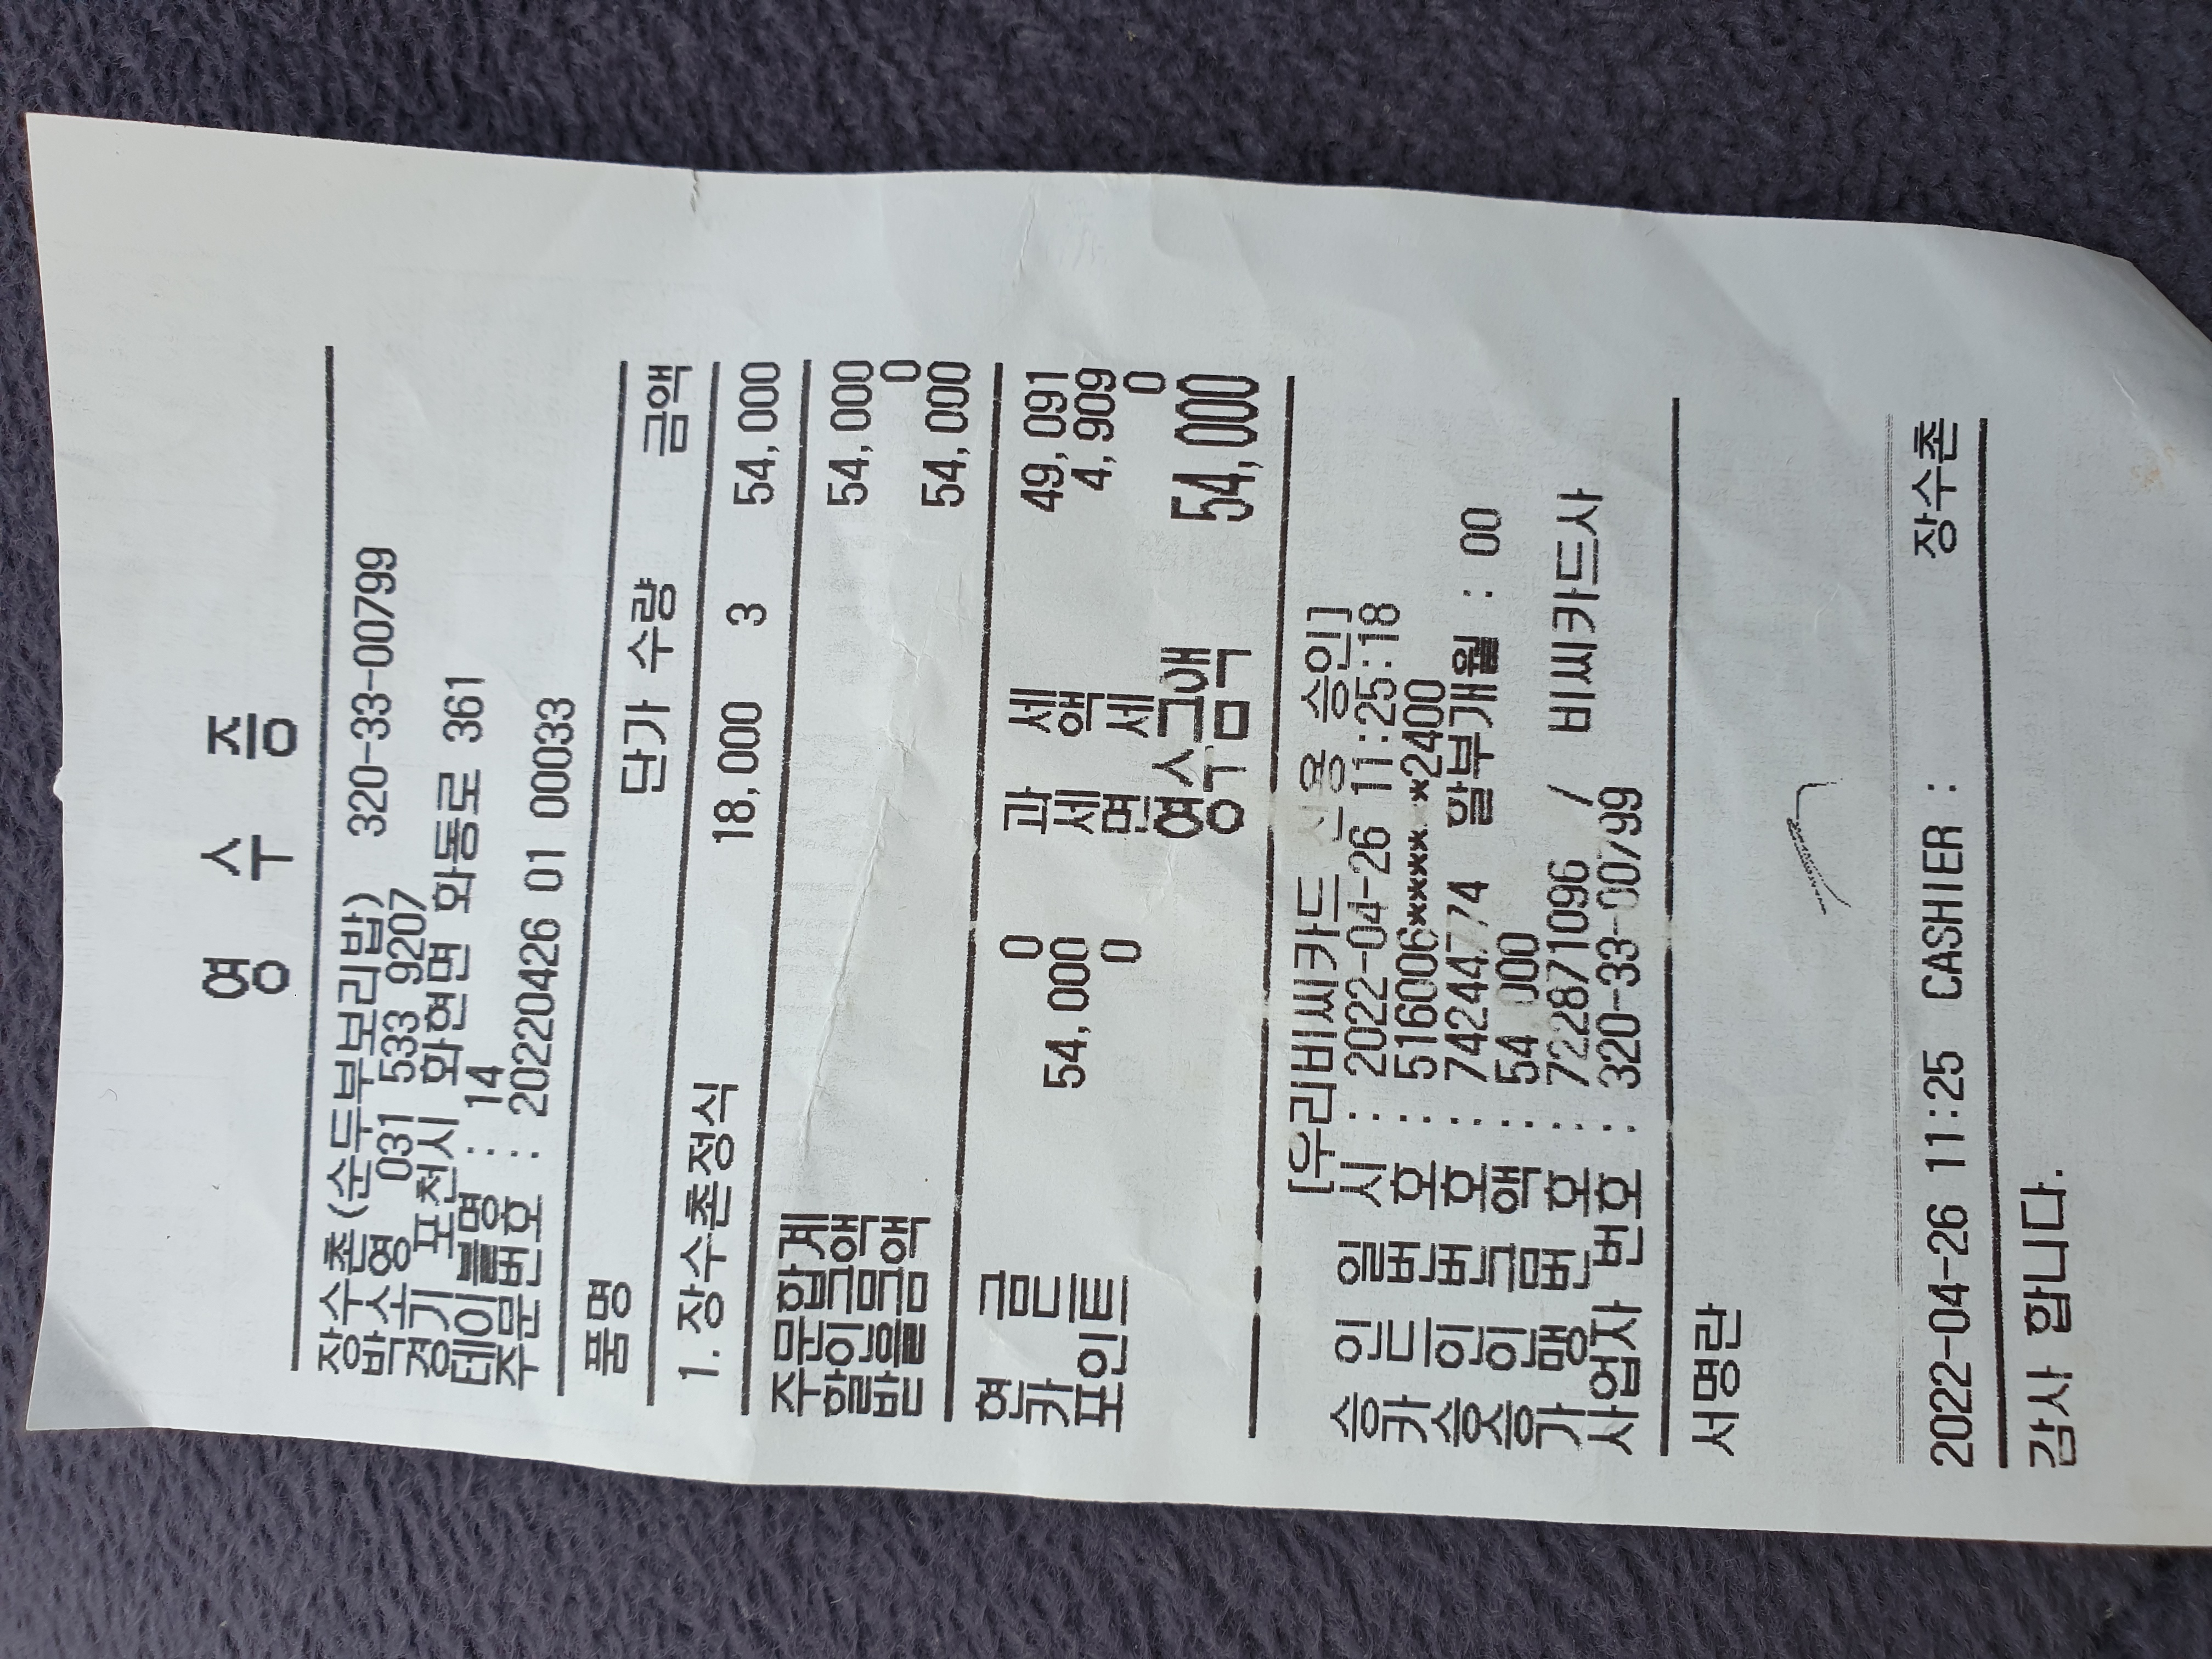 영 수 증
장수촌(순두부보리밥) 320-33-00799
박소영 031 533 9207
경기 포천시 화현면 화동로 361
테이블명 : 14
주문번호 : 20220426 01 00033
품명 단가 수량 금액
1. 장수촌정식 18,000 3 54,000
주문합계 54,000
할인금액 0
받을금액 54,000
현 금 0 과 세 49,091
카 드 54,000 세 액 4,909
포인트 0 면 세 0
영수금액 54,000
[우리비씨카드 신용 승인]
승 인 일 시 : 2022-04-26 11:25:18
카 드 번 호 : 5160006*****2400
승 인 번 호 : 74244774 할부개월 : 00
승 인 금 액 : 54,000
가 맹 번 호 : 722871096 / 비씨카드사
사업자 번호 : 320-33-00799
서명란
2022-04-26 11:25 CASHIER : 장수촌
감사 합니다.